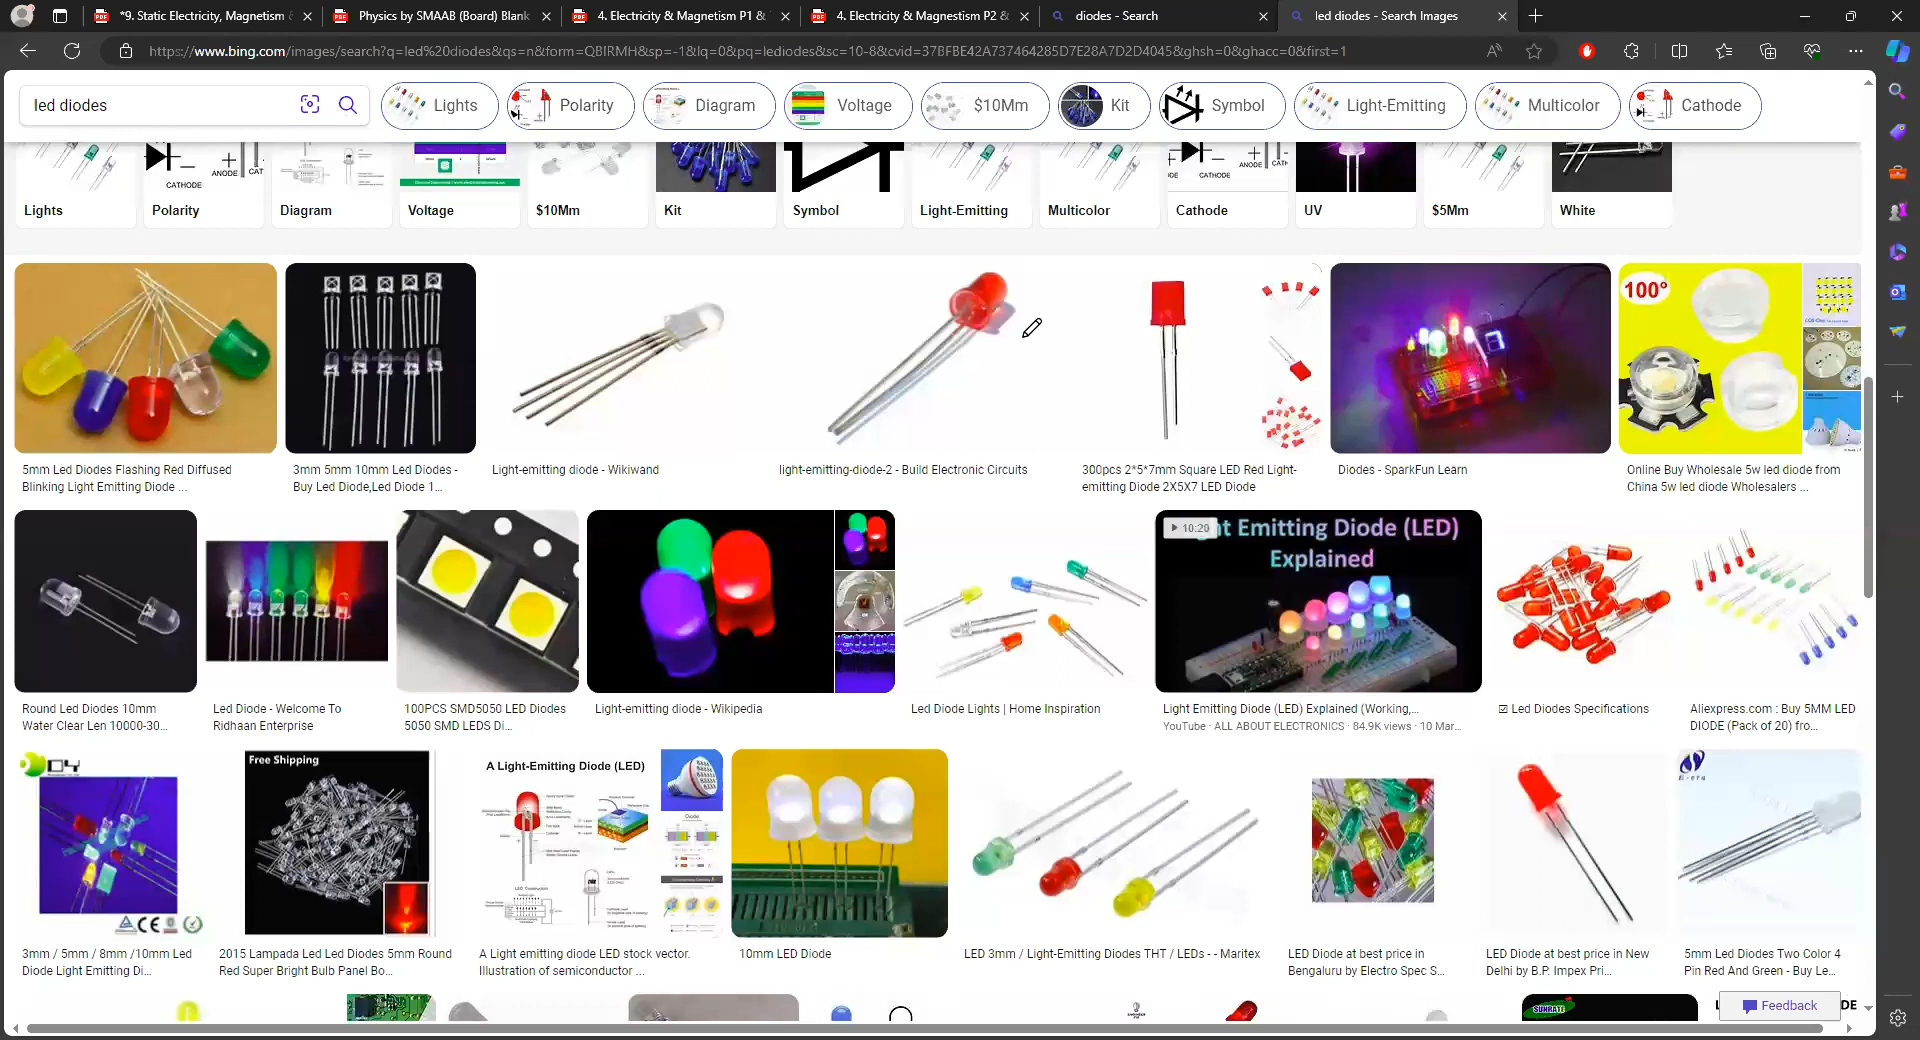 *9. Static Electricity, Magnetism &
Physics by SMAAB (Board) Blank
4. Electricity & Magnetism P1 &
4. Electricity & Magnestism P2 &
diodes - Search
led diodes - Search Images
https://www.bing.com/images/search?q=led%20diodes&qs=n&form=QBIRMH&sp=-1&lq=0&pq=lediodes&sc=10-8&cvid=37BFBE42A737464285D7E28A7D2D4045&ghsh=0&ghacc=0&first=1
led diodes
Lights
Polarity
Diagram
Voltage
$10Mm
Kit
Symbol
Light-Emitting
Multicolor
Cathode
CATHODE
ANODE
CAT
CATHODE
ANODE
CATHODE
Lights
Polarity
Diagram
Voltage
$10Mm
Kit
Symbol
Light-Emitting
Multicolor
Cathode
UV
$5Mm
White
100°
5mm Led Diodes Flashing Red Diffused
Blinking Light Emitting Diode ...
3mm 5mm 10mm Led Diodes -
Buy Led Diode,Led Diode 1...
Light-emitting diode - Wikiwand
light-emitting-diode-2 - Build Electronic Circuits
300pcs 2*5*7mm Square LED Red Light-
emitting Diode 2X5X7 LED Diode
Diodes - SparkFun Learn
Online Buy Wholesale 5w led diode from
China 5w led diode Wholesalers ...
10:20
t Emitting Diode (LED)
Explained
Round Led Diodes 10mm
Water Clear Len 10000-30...
Led Diode - Welcome To
Ridhaan Enterprise
100PCS SMD5050 LED Diodes
5050 SMD LEDS Di...
Light-emitting diode - Wikipedia
Led Diode Lights | Home Inspiration
Light Emitting Diode (LED) Explained (Working,...
YouTube · ALL ABOUT ELECTRONICS · 84.9K views · 10 Mar...
☑ Led Diodes Specifications
Aliexpress.com : Buy 5MM LED
DIODE (Pack of 20) fro...
Free Shipping
A Light-Emitting Diode (LED)
Diode
LED Construction
E-era
3mm / 5mm / 8mm /10mm Led
Diode Light Emitting Di...
2015 Lampada Led Led Diodes 5mm Round
Red Super Bright Bulb Panel Bo...
A Light emitting diode LED stock vector.
Illustration of semiconductor ...
10mm LED Diode
LED 3mm / Light-Emitting Diodes THT / LEDs - - Maritex
LED Diode at best price in
Bengaluru by Electro Spec S...
LED Diode at best price in New
Delhi by B.P. Impex Pri...
5mm Led Diodes Two Color 4
Pin Red And Green - Buy Le...
SUNRATE
Feedback
DE